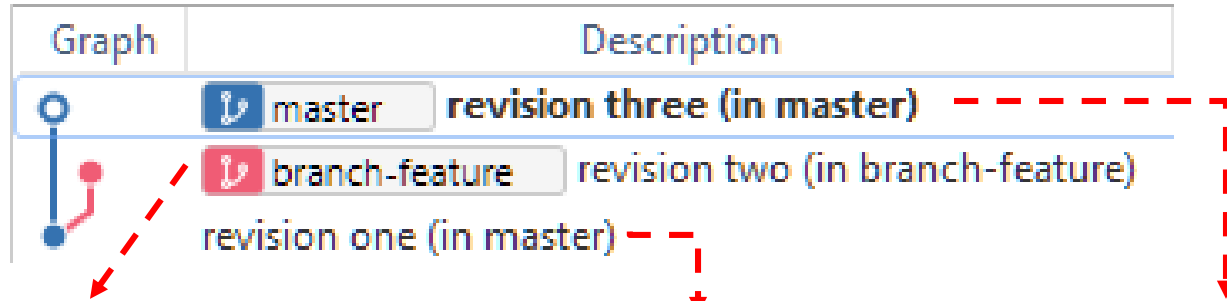 Graph Description
master revision three (in master)
branch-feature revision two (in branch-feature)
revision one (in master)